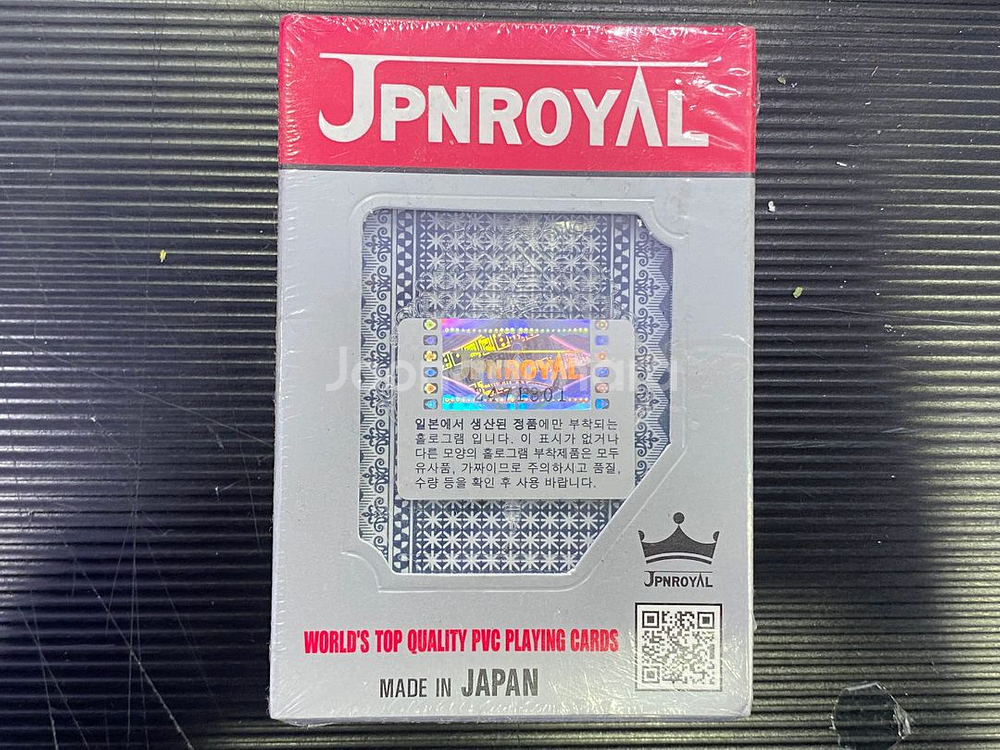 JPNROYAL
JPNROYAL
일본에서 생산된 정품에만 부착되는
홀로그램 입니다. 이 표시가 없거나
다른 모양의 홀로그램 부착제품은 모두
유사품, 가짜이므로 주의하시고 품질,
수량 등을 확인 후 사용 바랍니다.
JPNROYAL
WORLD'S TOP QUALITY PVC PLAYING CARDS
MADE IN JAPAN